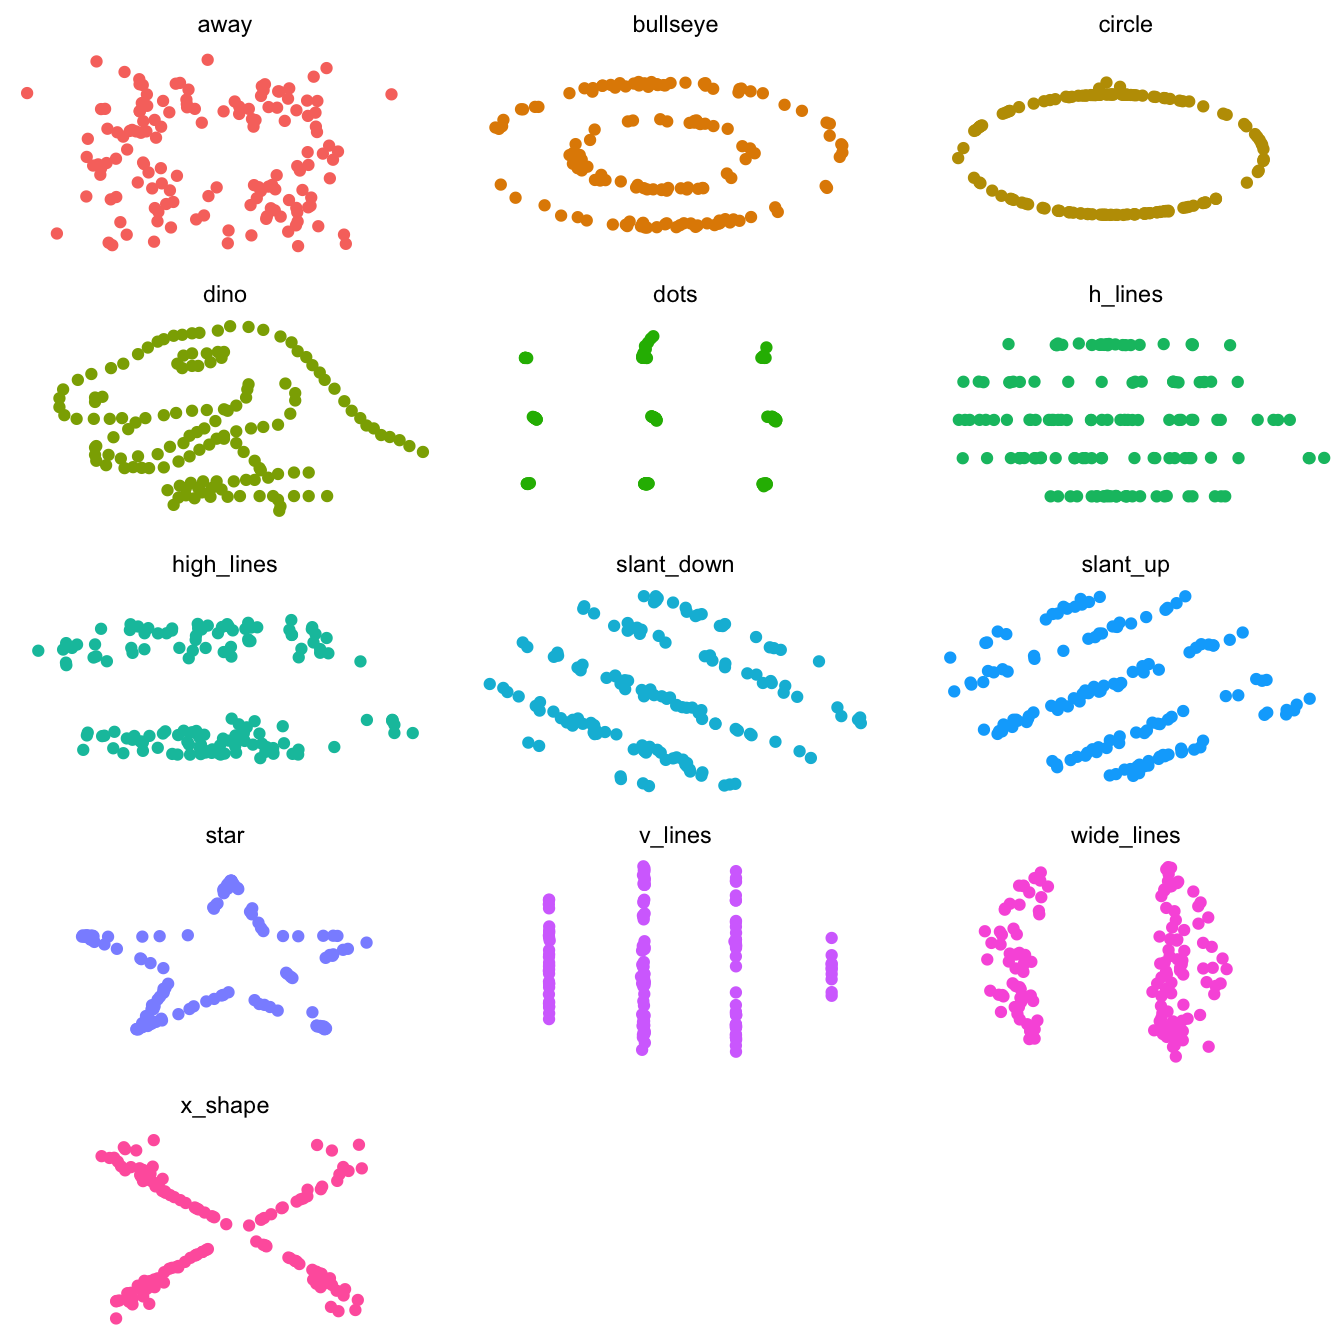 away
bullseye
circle
dino
dots
h_lines
high_lines
slant_down
slant_up
star
v_lines
wide_lines
x_shape